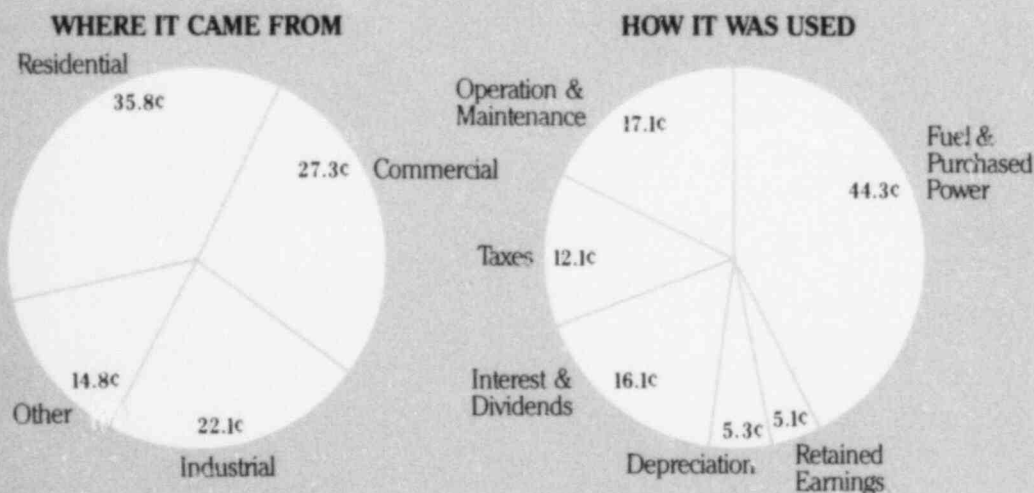 WHERE IT CAME FROM
Residential
35.8¢
27.3¢ Commercial
14.8¢
Other
22.1¢
Industrial
HOW IT WAS USED
Operation &
Maintenance
17.1¢
Fuel &
Purchased
Power
44.3¢
Taxes 12.1¢
Interest &
Dividends
16.1¢
5.3¢
Depreciation
5.1¢
Retained
Earnings